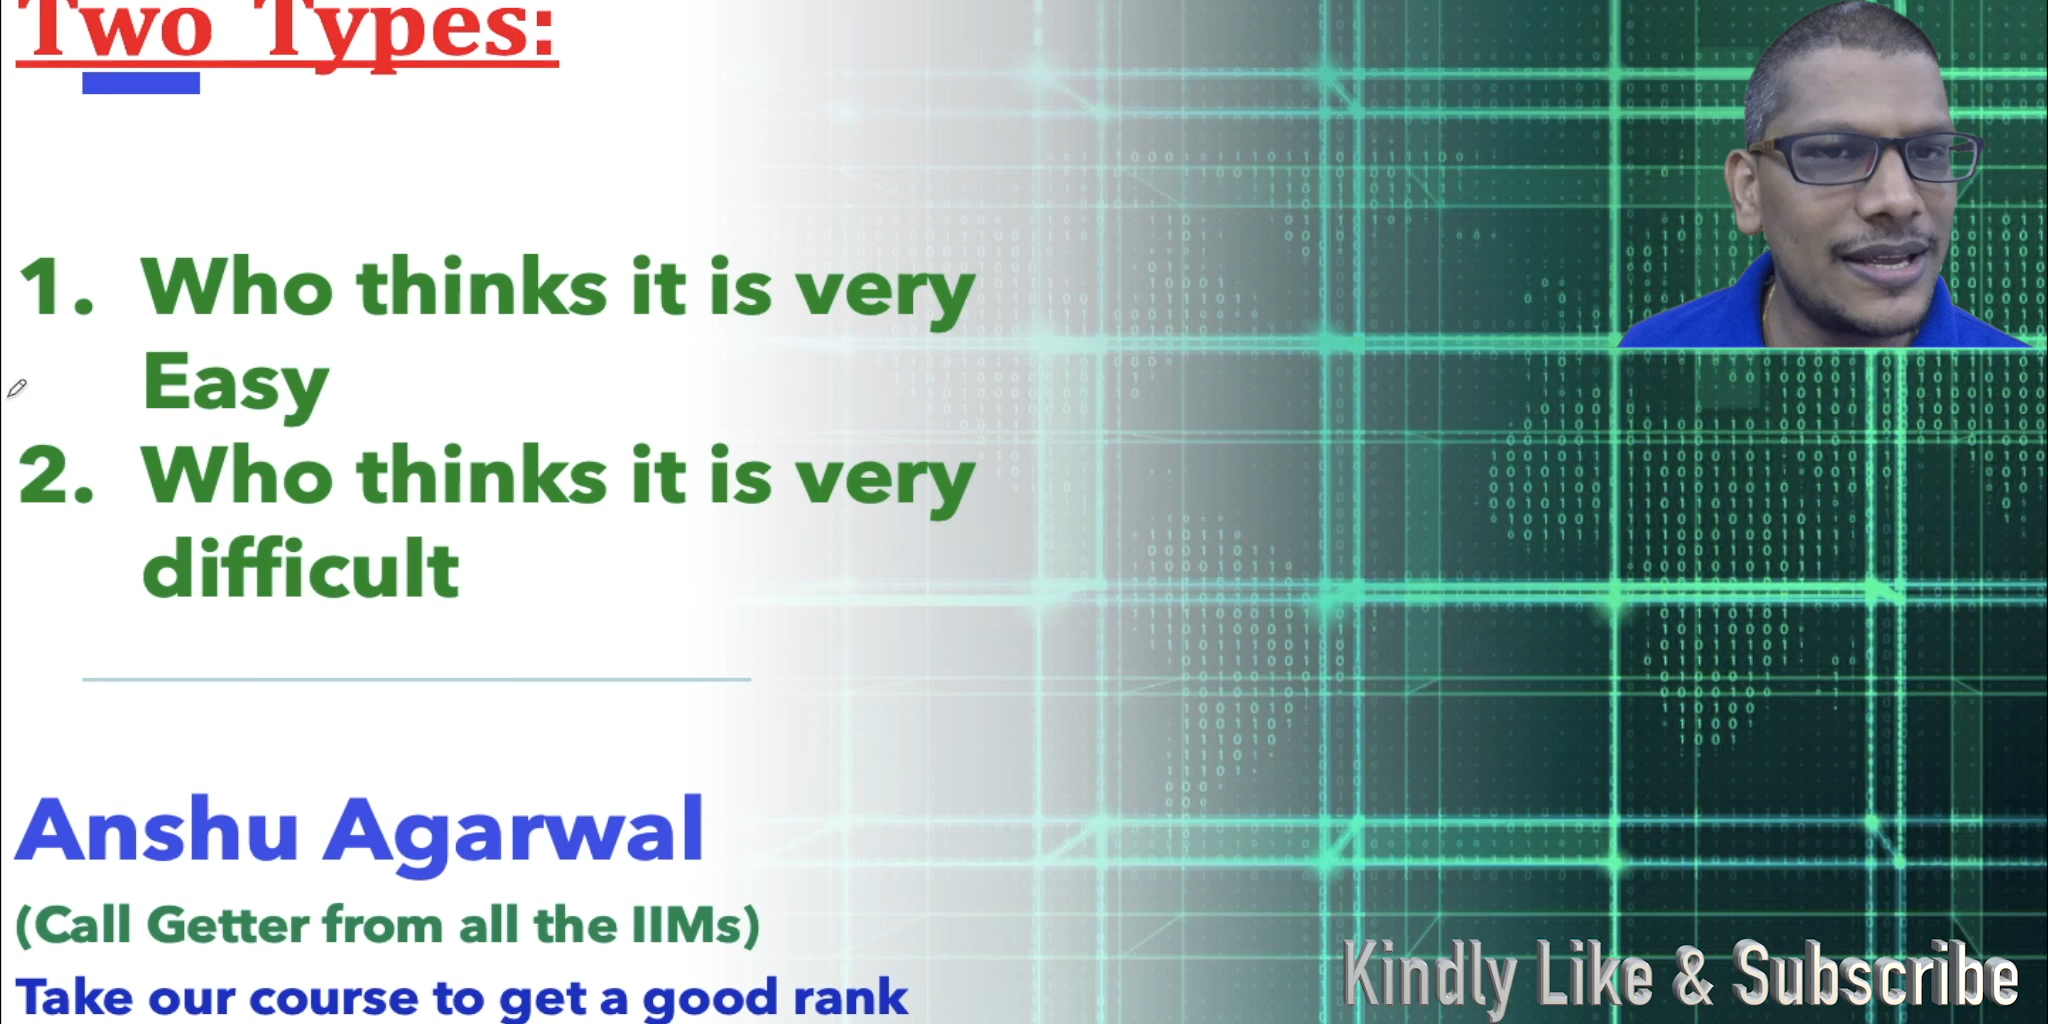 Two Types:
1. Who thinks it is very
Easy
2. Who thinks it is very
difficult
Anshu Agarwal
(Call Getter from all the IIMs)
Take our course to get a good rank
Kindly Like & Subscribe